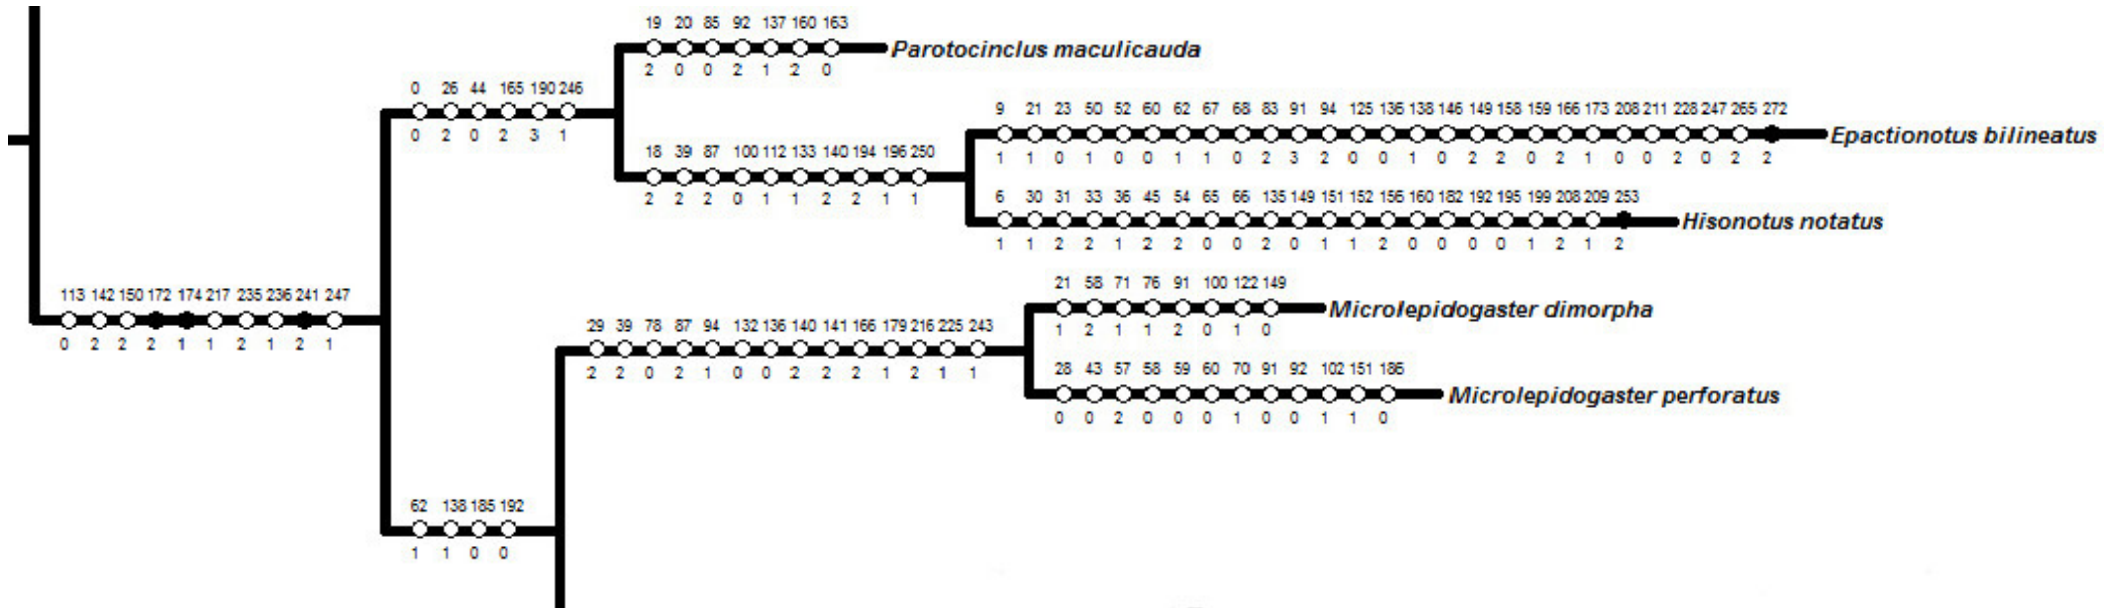 19 20 85 92 137 160 163
Parotocinclus maculicauda
2 0 0 2 1 2 0
0 26 44 165 190 246
0 2 0 2 3 1
9 21 23 50 52 60 62 67 68 83 91 94 125 136 138 146 149 158 159 166 173 208 211 228 247 265 272
Epactionotus bilineatus
1 1 0 1 0 0 1 1 0 2 3 2 0 0 1 0 2 2 0 2 1 0 0 2 0 2 2
18 39 87 100 112 133 140 194 196 250
2 2 2 0 1 1 2 2 1 1
6 30 31 33 36 45 54 65 66 135 149 151 152 156 160 182 192 195 199 208 209 253
Hisonotus notatus
1 1 2 2 1 2 2 0 0 2 0 1 1 2 0 0 0 0 1 2 1 2
113 142 150 172 174 217 235 236 241 247
0 2 2 2 1 1 2 1 2 1
21 58 71 76 91 100 122 149
Microlepidogaster dimorpha
1 2 1 1 2 0 1 0
29 39 78 87 94 132 136 140 141 166 179 216 225 243
2 2 0 2 1 0 0 2 2 2 1 2 1 1
28 43 57 58 59 60 70 91 92 102 151 186
Microlepidogaster perforatus
0 0 2 0 0 0 1 0 0 1 1 0
62 138 185 192
1 1 0 0